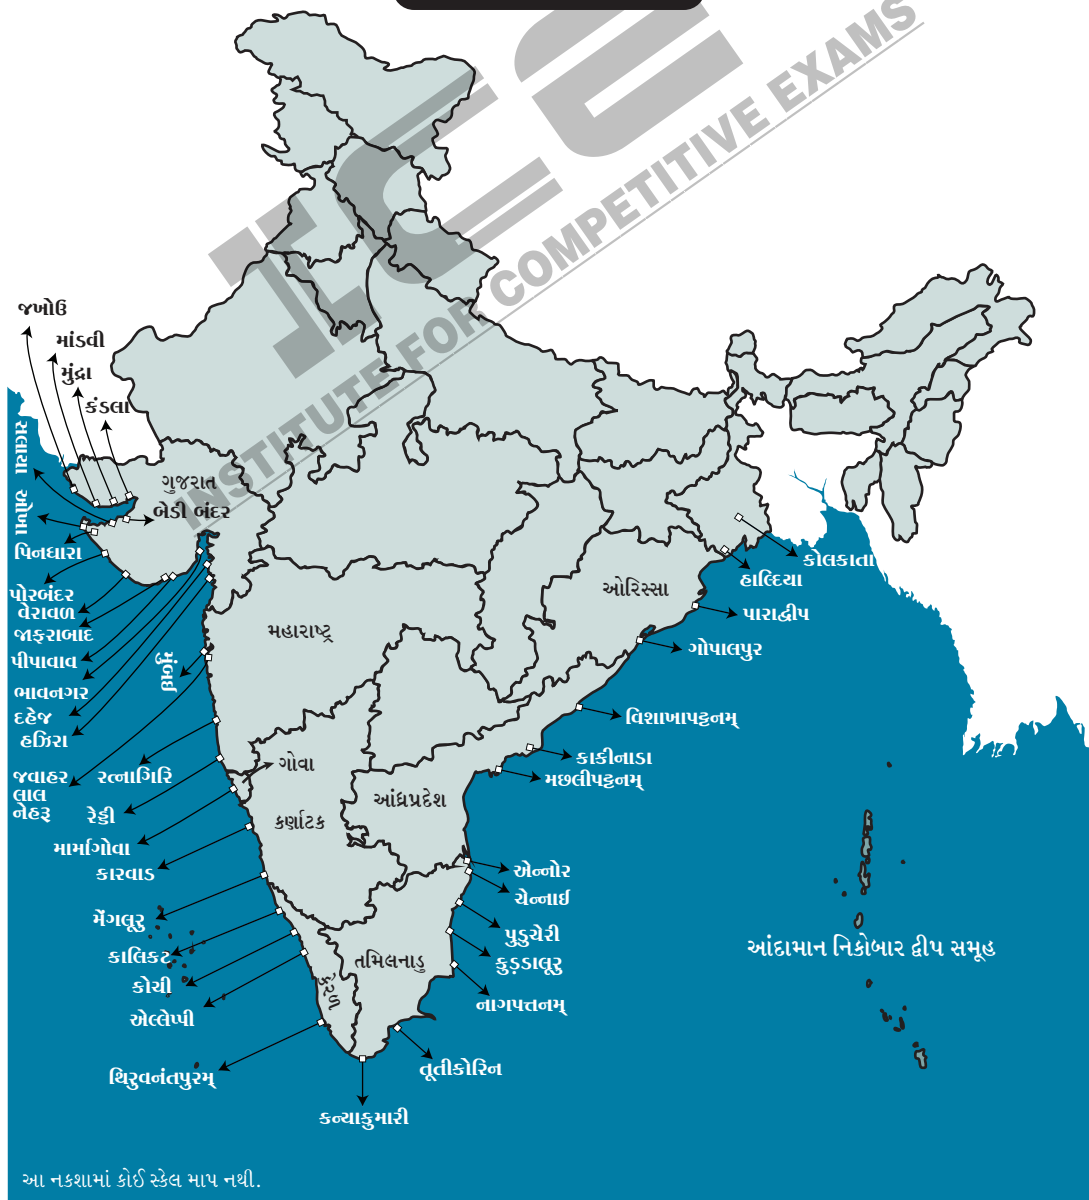 જખોઉ
માંડવી
મુંદ્રા
કંડલા
ગુજરાત
બેડી બંદર
પિનધારા
પોરબંદર
વેરાવળ
જાફરાબાદ
પીપાવાવ
ભાવનગર
દહેજ
હઝિરા
મુંબઈ
જવાહર
લાલ
નેહરૂ
રત્નાગિરિ
રેડ્ડી
માર્માગોવા
કારવાડ
મેંગલૂરુ
કાલિકટ
કોચી
એલ્લેપ્પી
થિરુવનંતપુરમ્
કન્યાકુમારી
તૂતીકોરિન
નાગપત્તનમ્
કુડ્ડાલૂરુ
પુડુચેરી
ચેન્નાઈ
એન્નોર
મછલીપટ્ટનમ્
કાકીનાડા
વિશાખાપટ્ટનમ્
ગોપાલપુર
પારાદ્વીપ
હાલ્દિયા
કોલકાતા
ઓરિસ્સા
મહારાષ્ટ્ર
ગોવા
આંધ્રપ્રદેશ
કર્ણાટક
તમિલનાડુ
કેરળ
આંદામાન નિકોબાર દ્વીપ સમૂહ
આ નકશામાં કોઈ સ્કેલ માપ નથી.
ICE
INSTITUTE FOR COMPETITIVE EXAMS